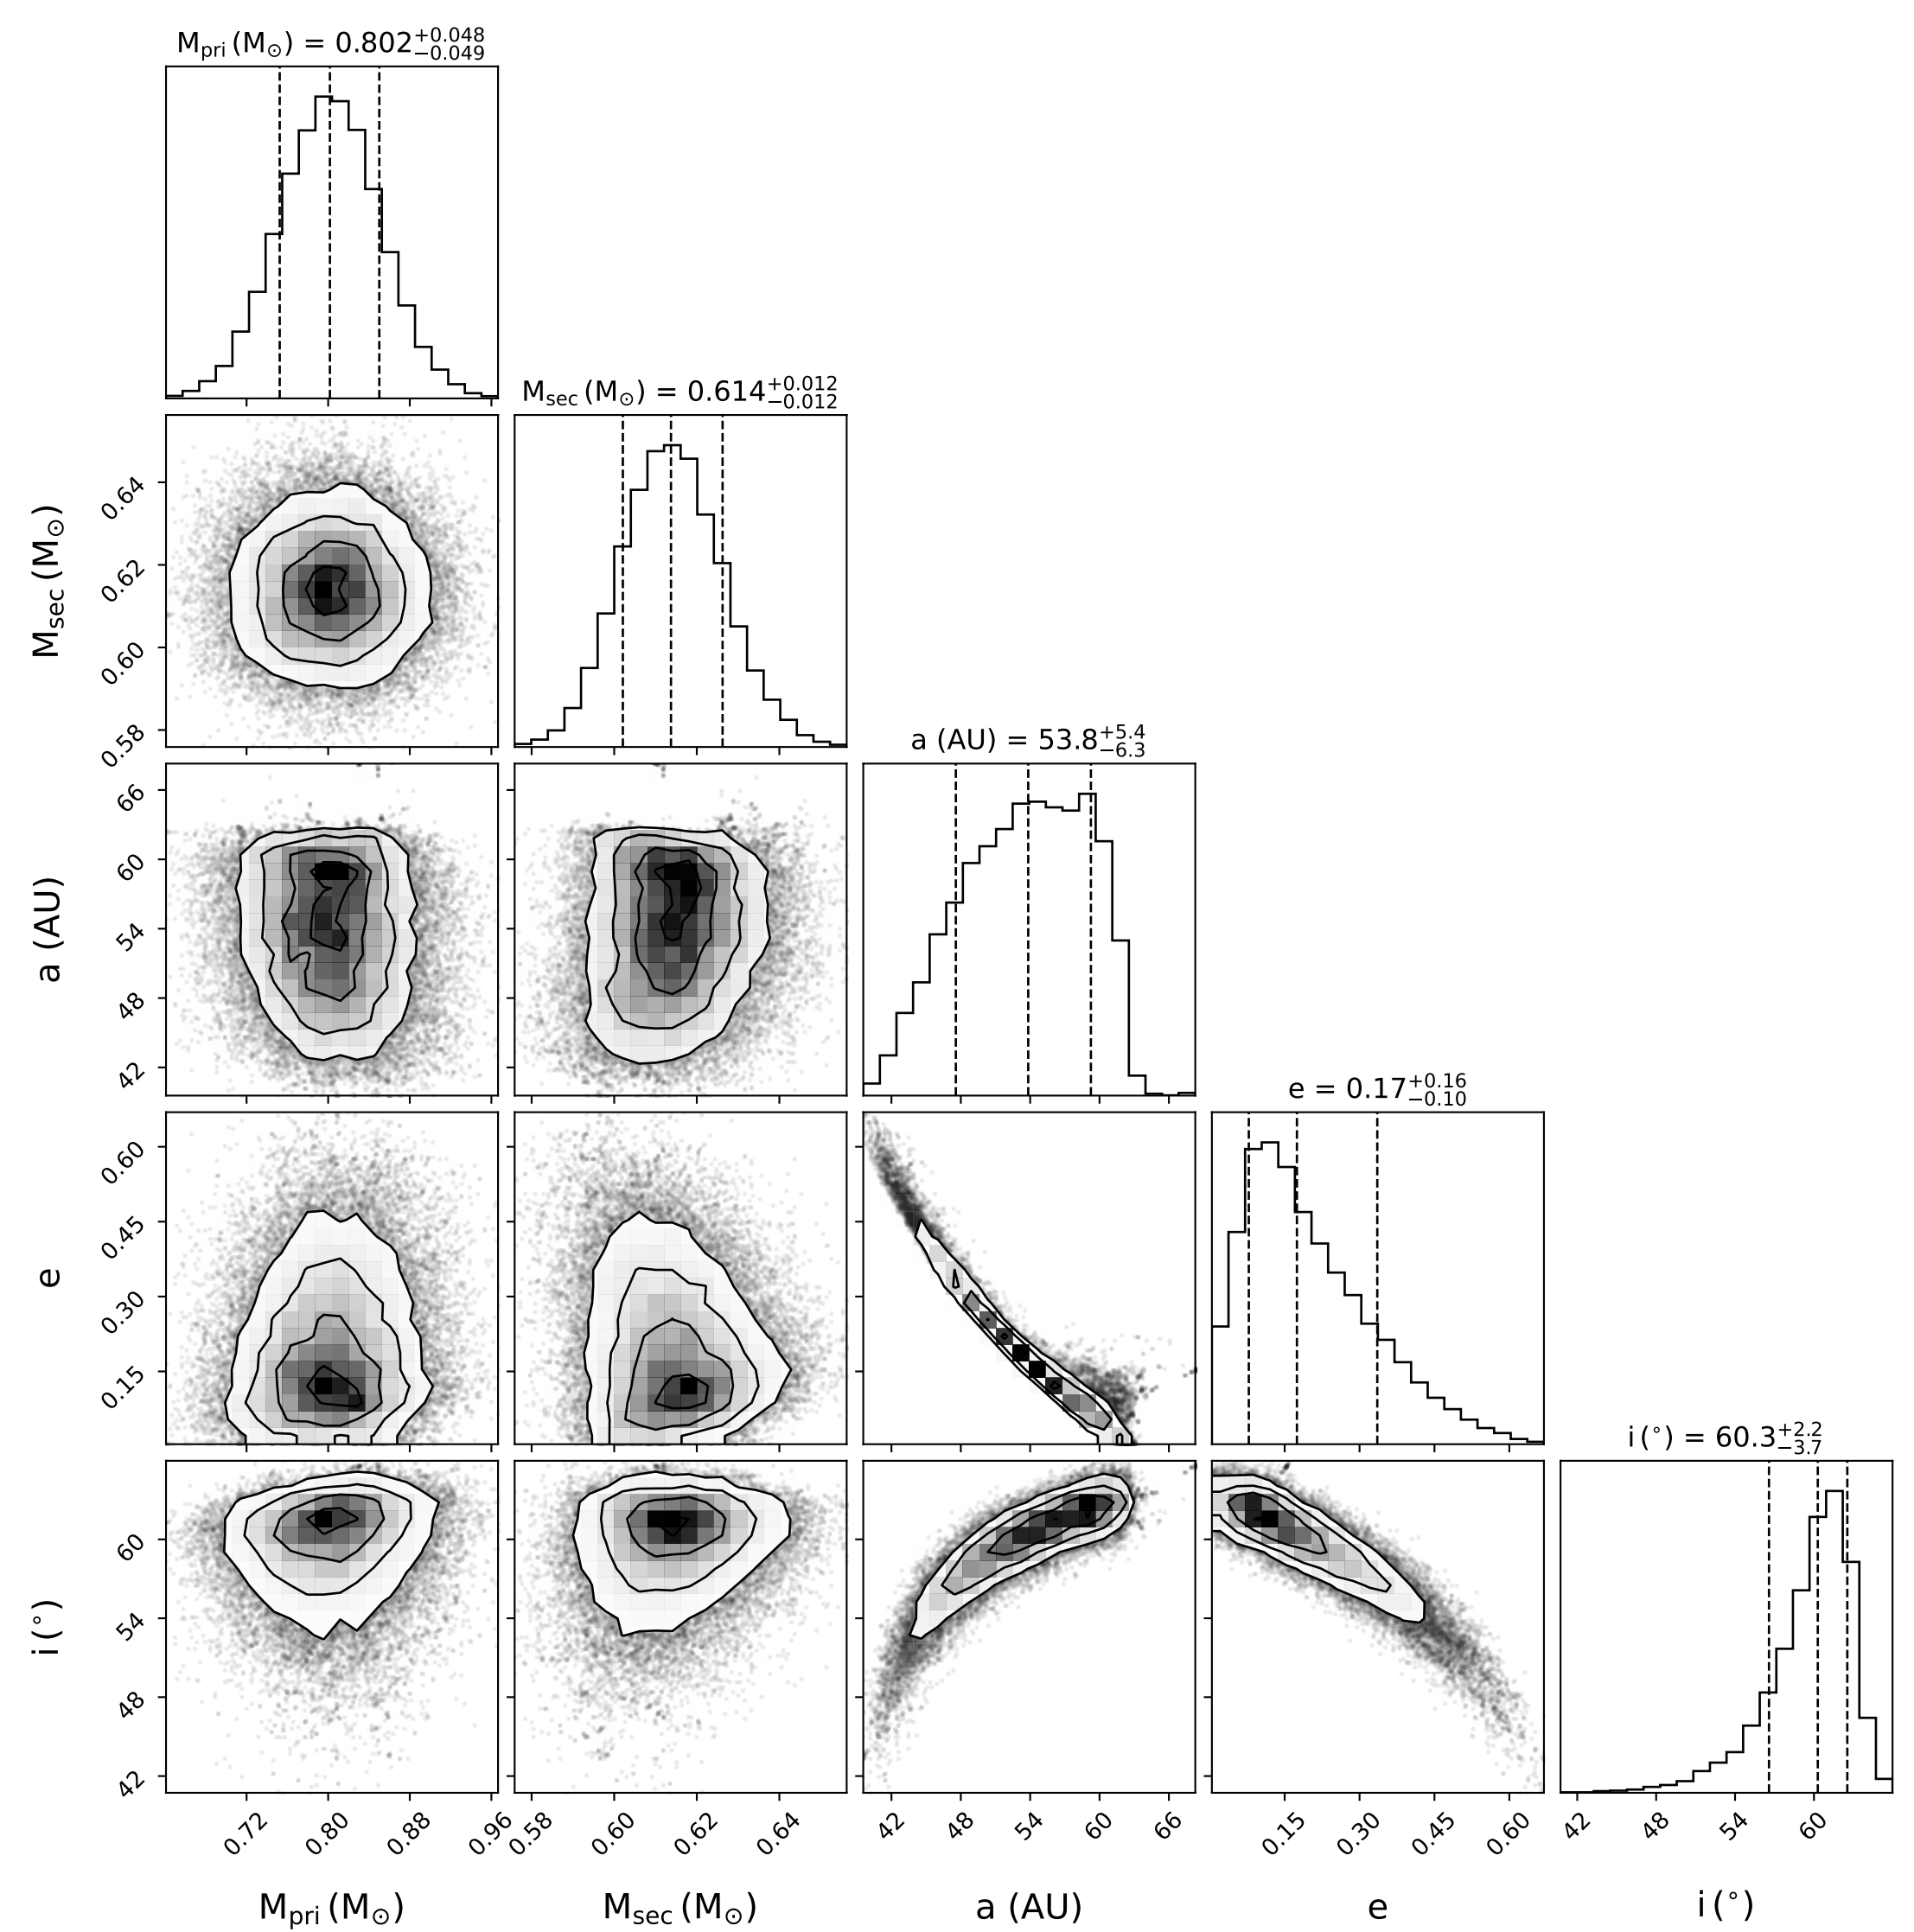 M_pri (M_⊙) = 0.802^{+0.048}_{−0.049}
M_sec (M_⊙) = 0.614^{+0.012}_{−0.012}
M_sec (M_⊙)
0.64
0.62
0.60
0.58
a (AU) = 53.8^{+5.4}_{−6.3}
a (AU)
66
60
54
48
42
e = 0.17^{+0.16}_{−0.10}
e
0.60
0.45
0.30
0.15
i (°) = 60.3^{+2.2}_{−3.7}
i (°)
60
54
48
42
0.72 0.80 0.88 0.96 0.58 0.60 0.62 0.64 42 48 54 60 66 0.15 0.30 0.45 0.60 42 48 54 60
M_pri (M_⊙) M_sec (M_⊙) a (AU) e i (°)